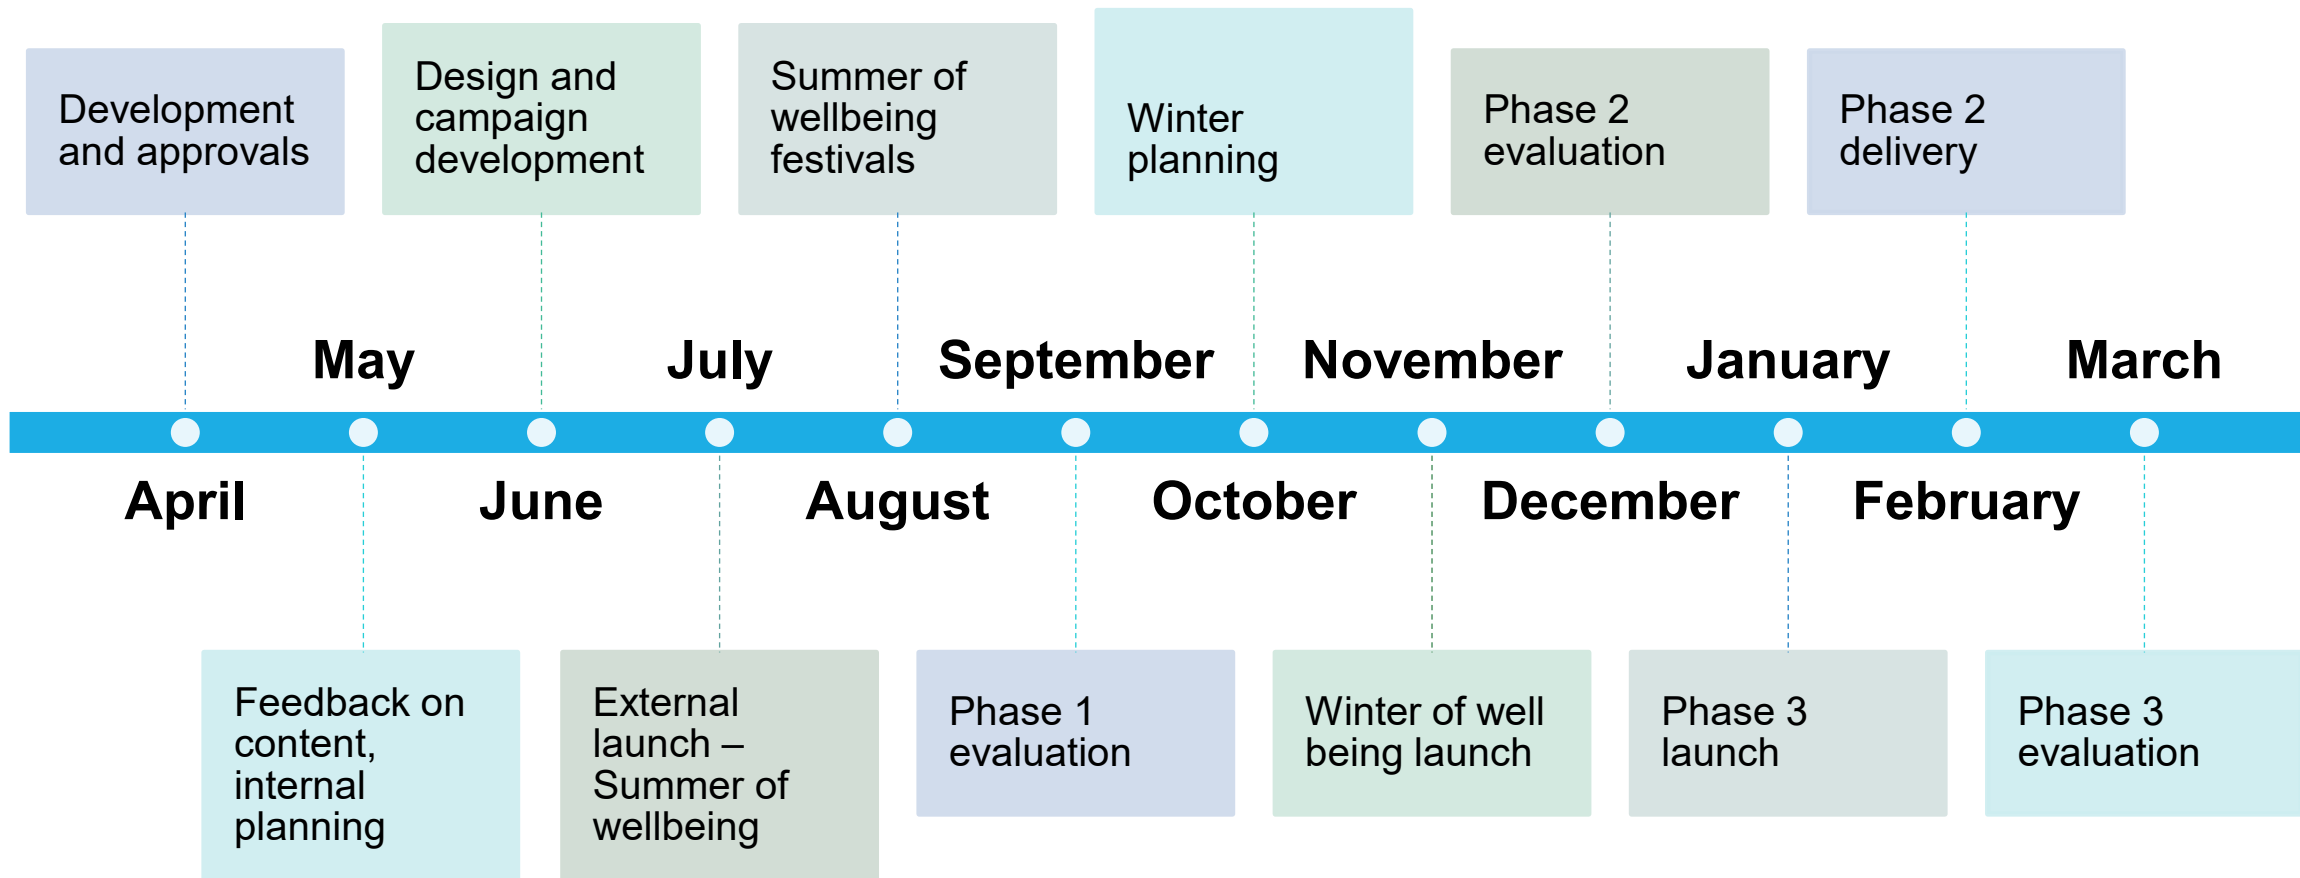 Development
and approvals
Design and
campaign
development
Summer of
wellbeing
festivals
Winter
planning
Phase 2
evaluation
Phase 2
delivery
May
July
September
November
January
March
April
June
August
October
December
February
Feedback on
content,
internal
planning
External
launch –
Summer of
wellbeing
Phase 1
evaluation
Winter of well
being launch
Phase 3
launch
Phase 3
evaluation